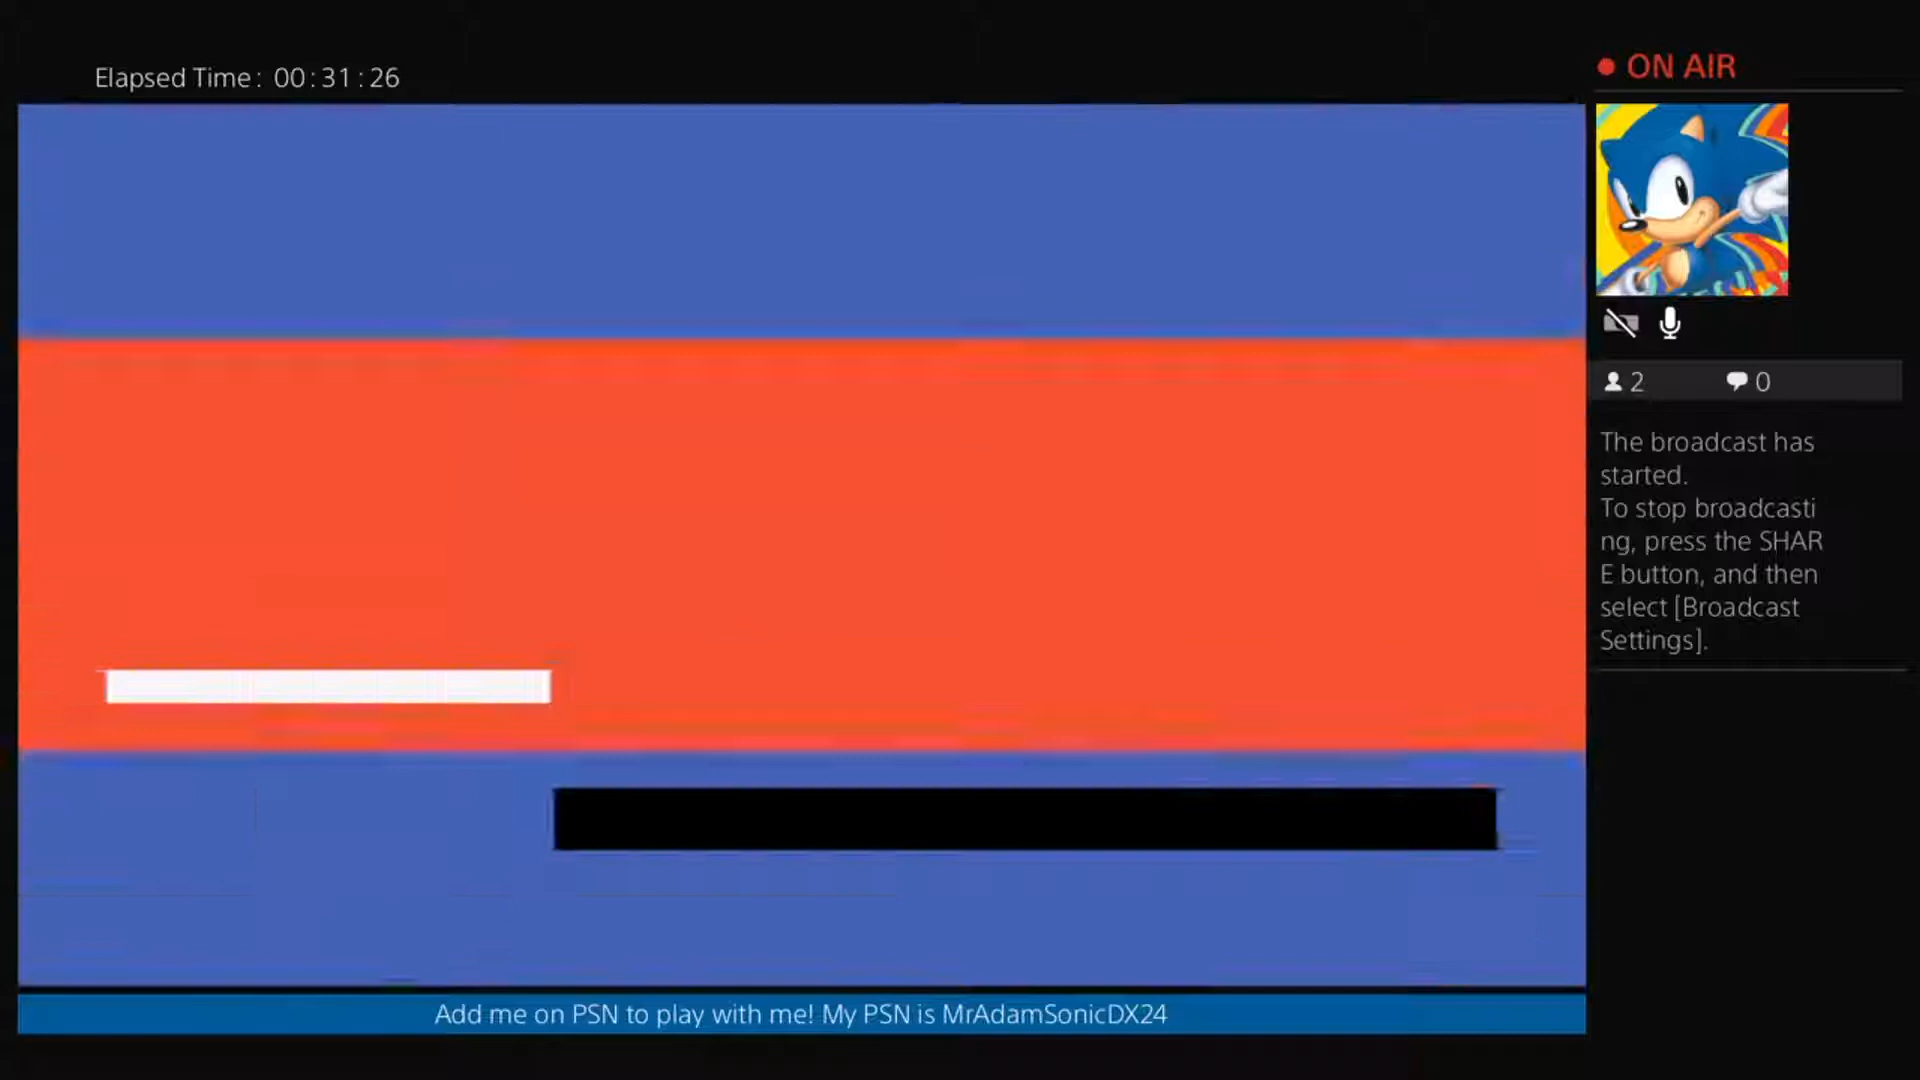 Elapsed Time: 00:31:26
ON AIR
2 0
The broadcast has
started.
To stop broadcasti
ng, press the SHAR
E button, and then
select [Broadcast
Settings].
Add me on PSN to play with me! My PSN is MrAdamSonicDX24